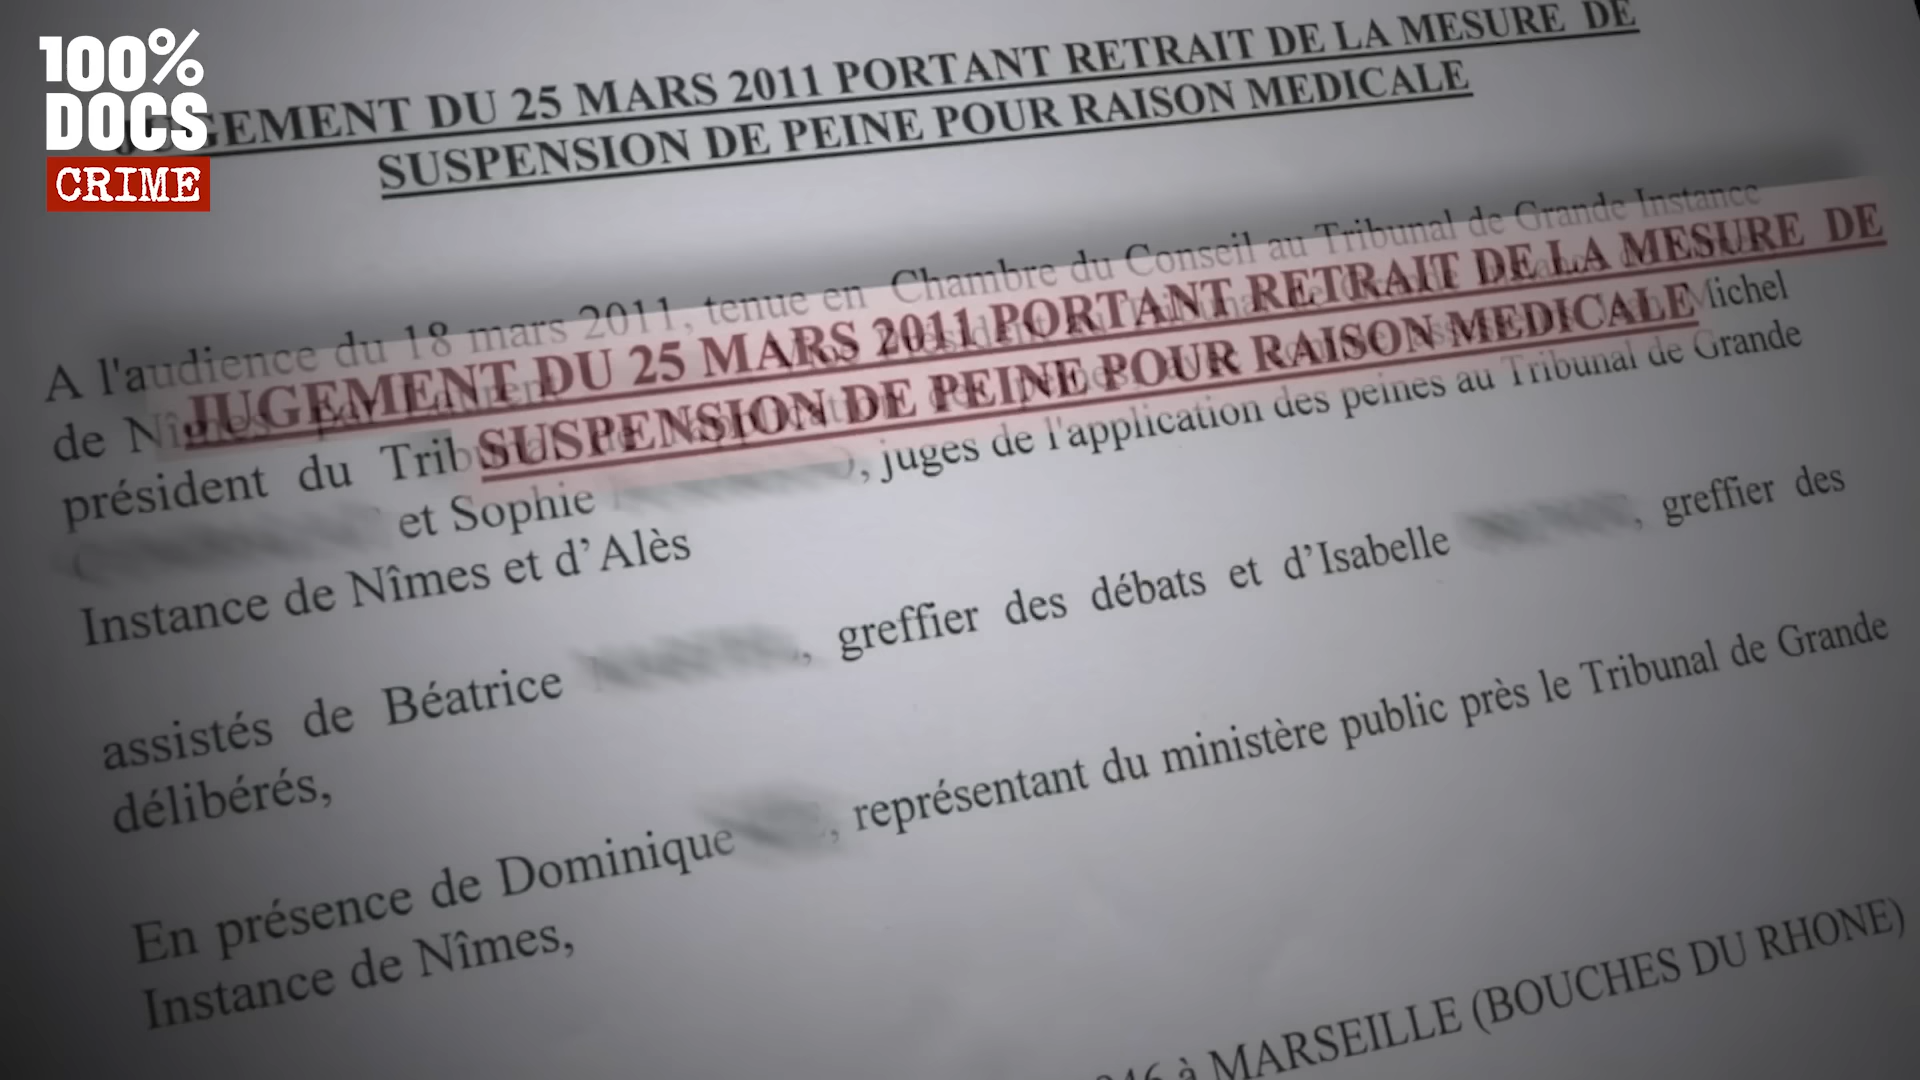 100%
DOCS
CRIME
GEMENT DU 25 MARS 2011 PORTANT RETRAIT DE LA MESURE DE
SUSPENSION DE PEINE POUR RAISON MEDICALE
A l'audience du 18 mars 2011, tenue en Chambre du Conseil au Tribunal de Grande Instance
JUGEMENT DU 25 MARS 2011 PORTANT RETRAIT DE LA MESURE DE
SUSPENSION DE PEINE POUR RAISON MEDICALE
de Nîmes Michel
président du Trib , juges de l'application des peines au Tribunal de Grande
et Sophie
Instance de Nîmes et d'Alès
assistés de Béatrice , greffier des débats et d'Isabelle , greffier des
délibérés,
En présence de Dominique , représentant du ministère public près le Tribunal de Grande
Instance de Nîmes,
à MARSEILLE (BOUCHES DU RHONE)